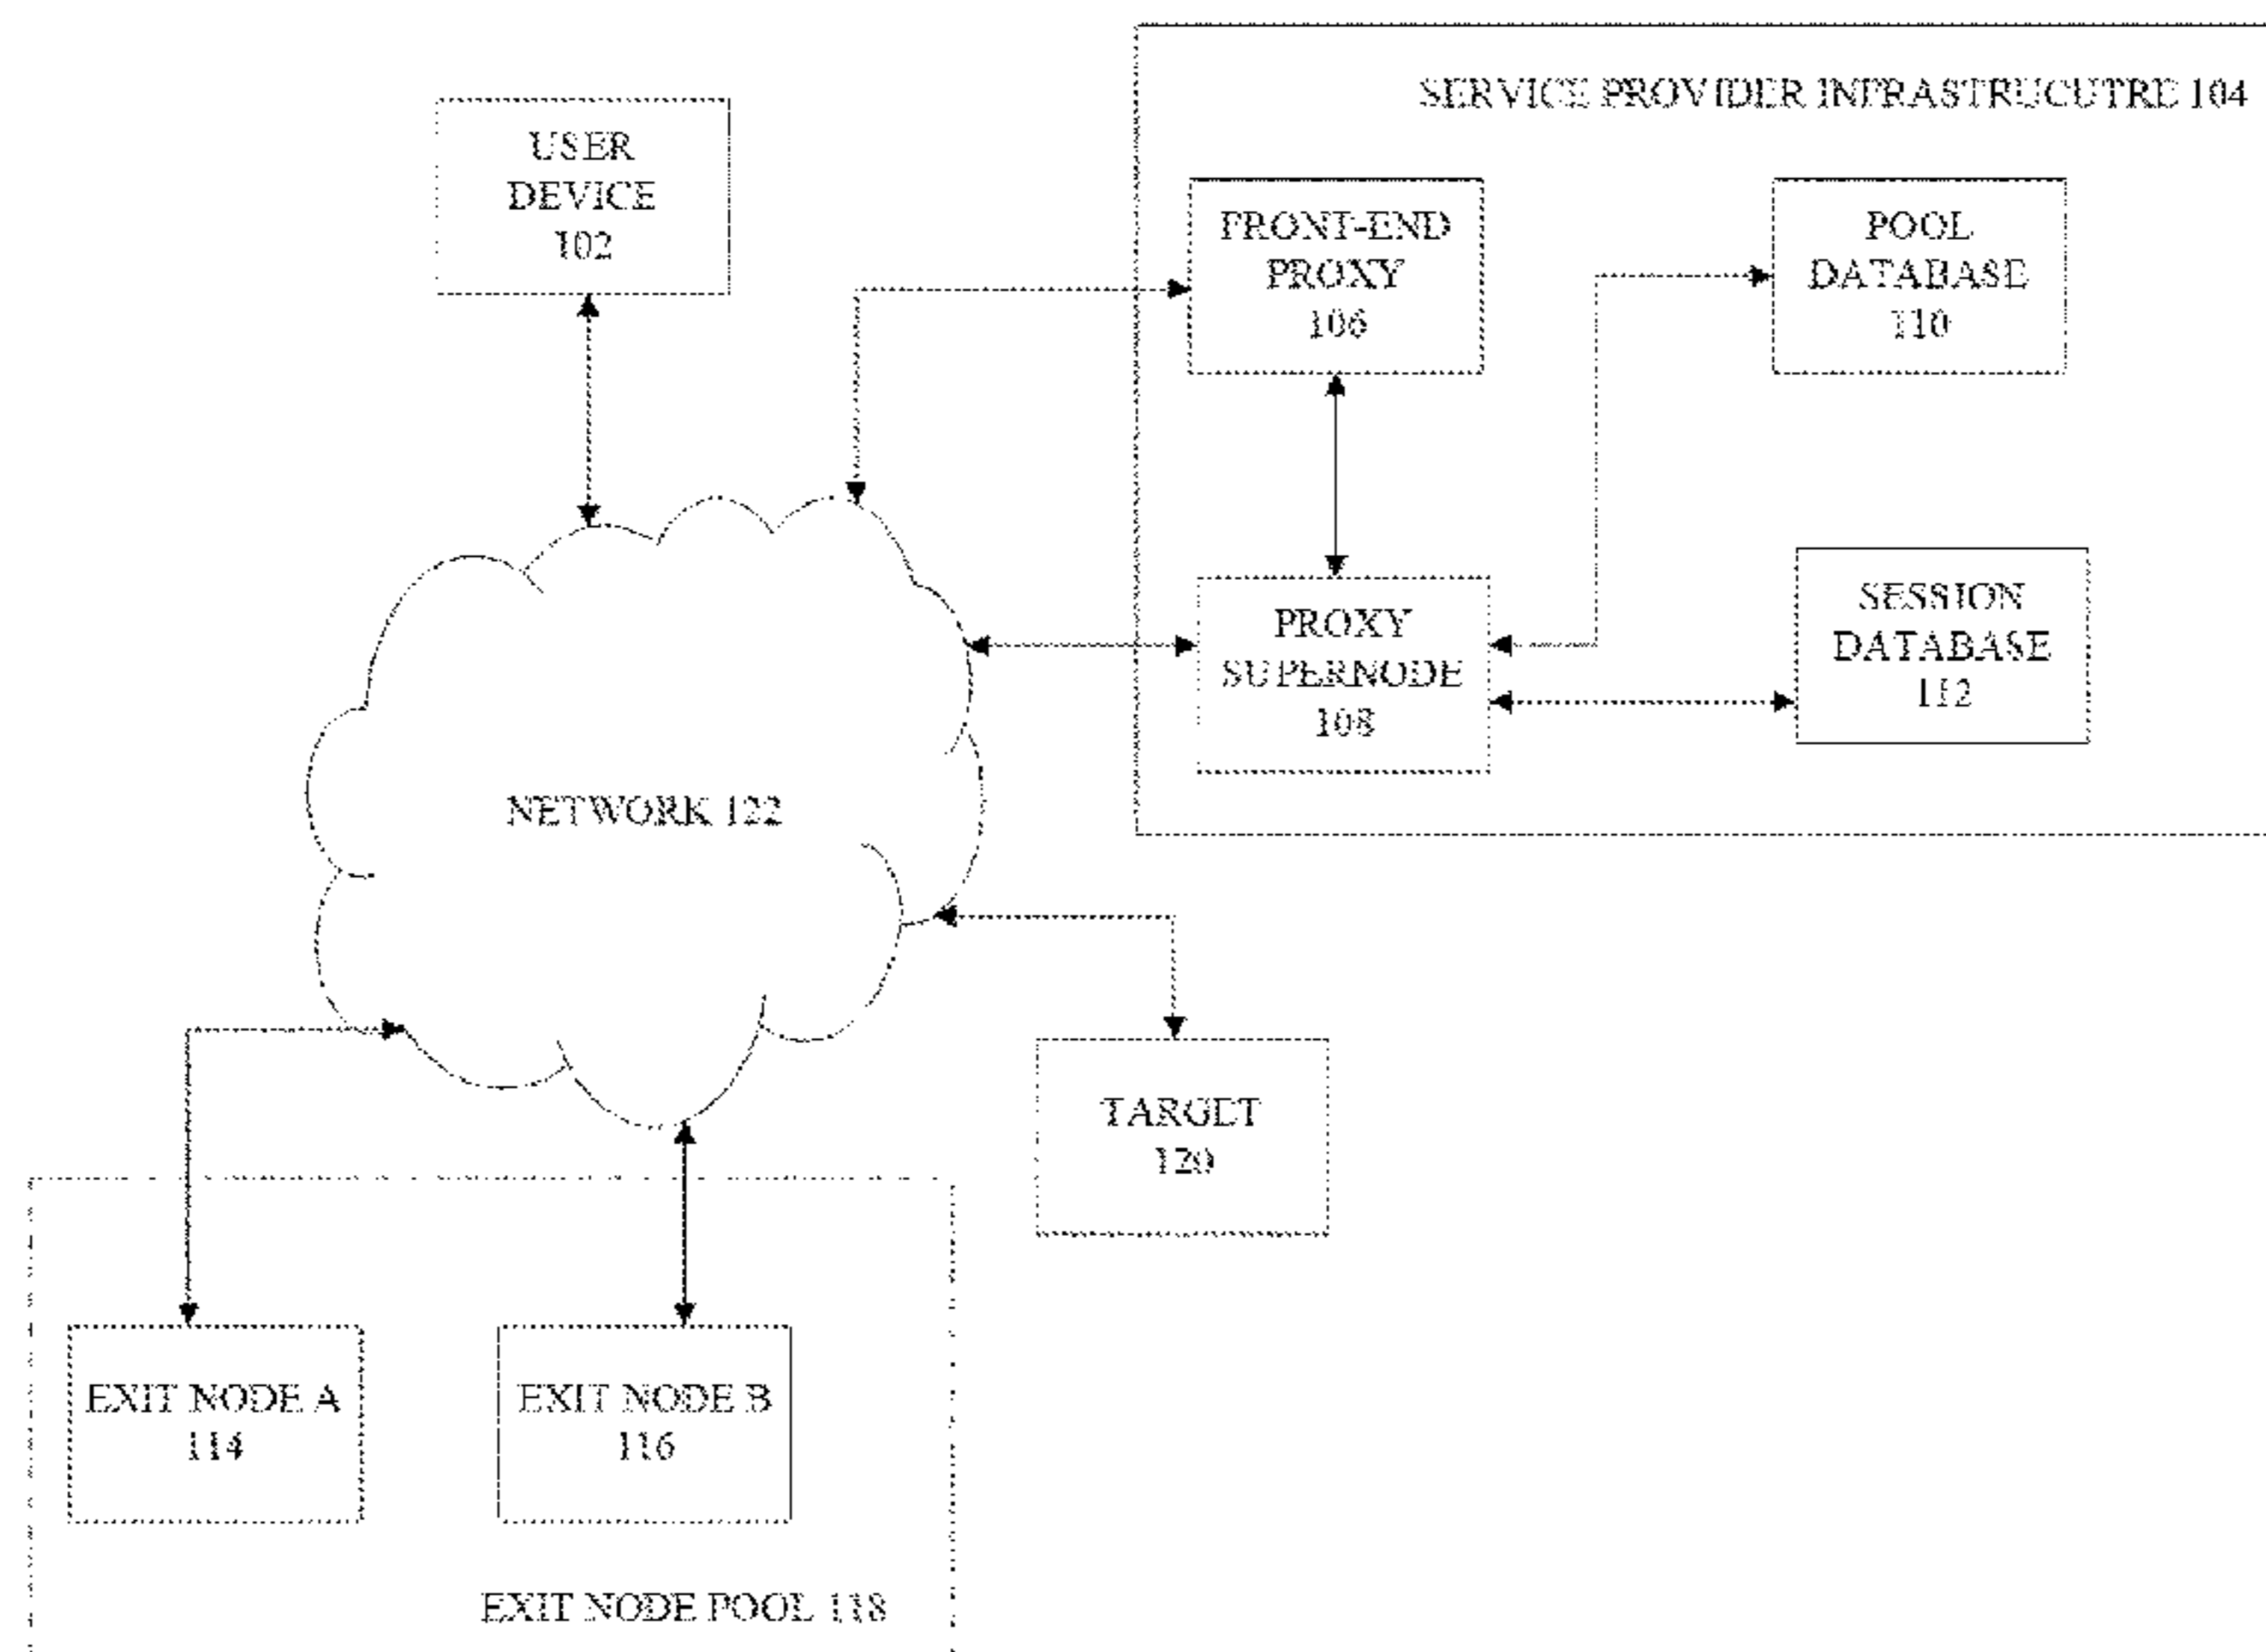 SERVICE PROVIDER INFRASTRUCUTRE 104
USER
DEVICE
102
FRONT-END
PROXY
106
POOL
DATABASE
110
PROXY
SUPERNODE
108
SESSION
DATABASE
112
NETWORK 122
TARGET
120
EXIT NODE A
114
EXIT NODE B
116
EXIT NODE POOL 118